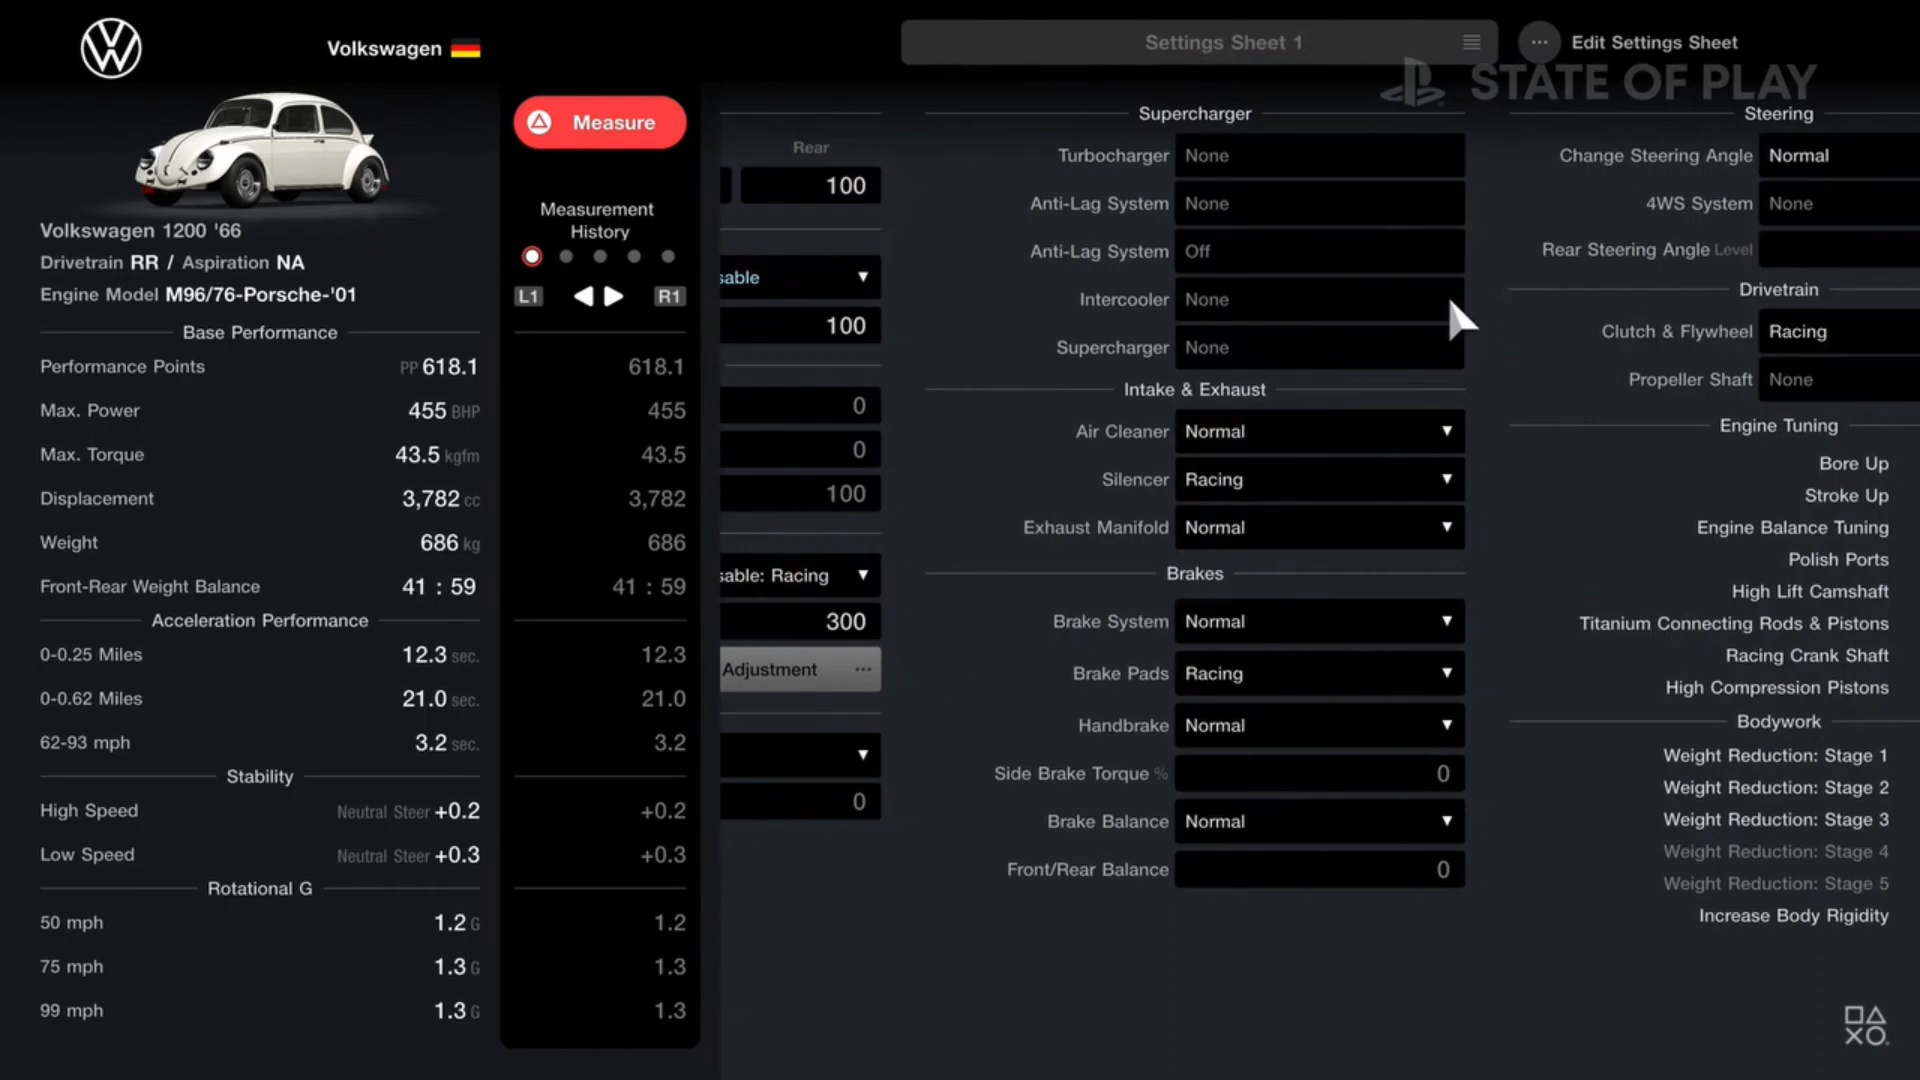 Volkswagen
Volkswagen 1200 '66
Drivetrain RR / Aspiration NA
Engine Model M96/76-Porsche-'01
Base Performance
Performance Points PP 618.1
Max. Power 455 BHP
Max. Torque 43.5 kgfm
Displacement 3,782 cc
Weight 686 kg
Front-Rear Weight Balance 41 : 59
Acceleration Performance
0-0.25 Miles 12.3 sec.
0-0.62 Miles 21.0 sec.
62-93 mph 3.2 sec.
Stability
High Speed Neutral Steer +0.2
Low Speed Neutral Steer +0.3
Rotational G
50 mph 1.2 G
75 mph 1.3 G
99 mph 1.3 G
Measure
Measurement
History
L1 R1
618.1
455
43.5
3,782
686
41 : 59
12.3
21.0
3.2
+0.2
+0.3
1.2
1.3
1.3
Rear
100
sable
100
0
0
100
sable: Racing
300
Adjustment ...
0
Settings Sheet 1
... Edit Settings Sheet
STATE OF PLAY
Supercharger
Turbocharger None
Anti-Lag System None
Anti-Lag System Off
Intercooler None
Supercharger None
Intake & Exhaust
Air Cleaner Normal
Silencer Racing
Exhaust Manifold Normal
Brakes
Brake System Normal
Brake Pads Racing
Handbrake Normal
Side Brake Torque % 0
Brake Balance Normal
Front/Rear Balance 0
Steering
Change Steering Angle Normal
4WS System None
Rear Steering Angle Level
Drivetrain
Clutch & Flywheel Racing
Propeller Shaft None
Engine Tuning
Bore Up
Stroke Up
Engine Balance Tuning
Polish Ports
High Lift Camshaft
Titanium Connecting Rods & Pistons
Racing Crank Shaft
High Compression Pistons
Bodywork
Weight Reduction: Stage 1
Weight Reduction: Stage 2
Weight Reduction: Stage 3
Weight Reduction: Stage 4
Weight Reduction: Stage 5
Increase Body Rigidity